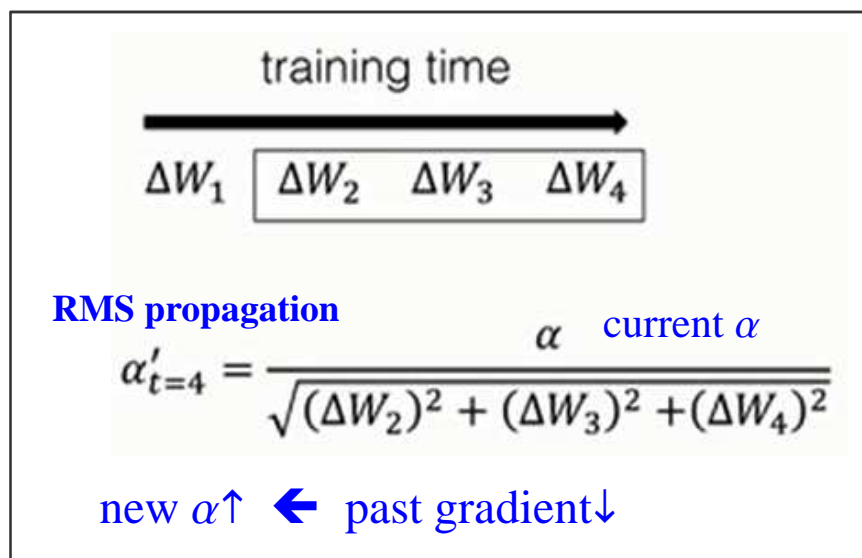 training time
ΔW₁ ΔW₂ ΔW₃ ΔW₄
RMS propagation
α′ₜ₌₄ = α / √((ΔW₂)² + (ΔW₃)² +(ΔW₄)²) current α
new α↑ 🡸 past gradient↓